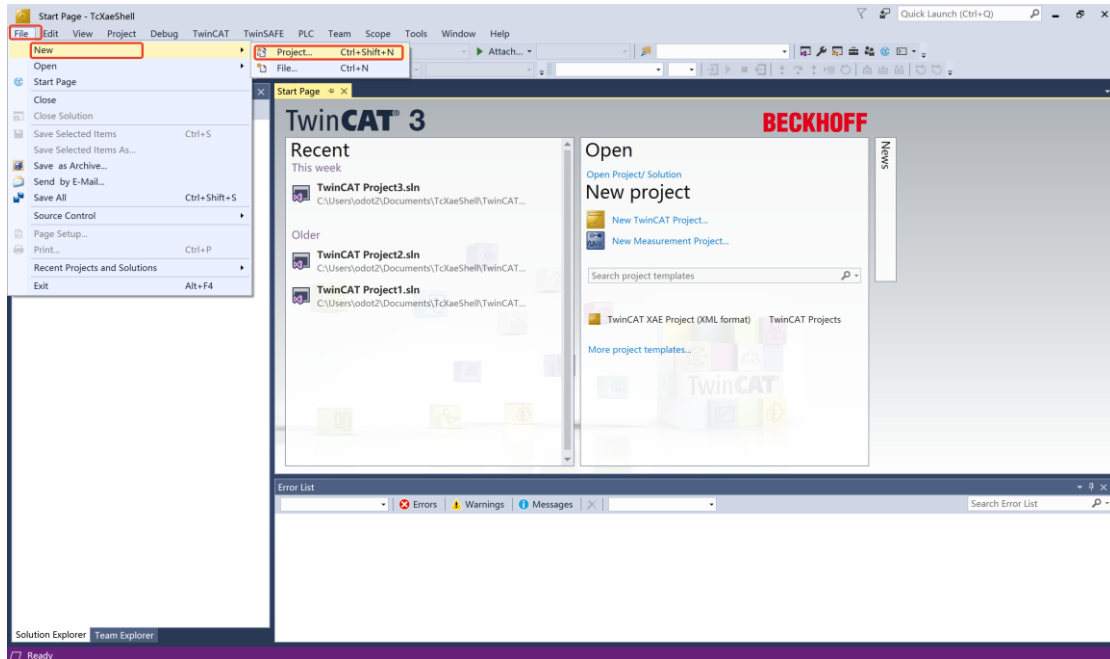 Start Page - TcXaeShell
Quick Launch (Ctrl+Q)
File Edit View Project Debug TwinCAT TwinSAFE PLC Team Scope Tools Window Help
New
Project... Ctrl+Shift+N
Attach...
Open
File... Ctrl+N
Start Page
Close
Close Solution
Save Selected Items Ctrl+S
Save Selected Items As...
Save as Archive...
Send by E-Mail...
Save All Ctrl+Shift+S
Source Control
Page Setup...
Print... Ctrl+P
Recent Projects and Solutions
Exit Alt+F4
Start Page
TwinCAT® 3
BECKHOFF
Recent
This week
TwinCAT Project3.sln
C:\Users\odot2\Documents\TcXaeShell\TwinCAT...
Older
TwinCAT Project2.sln
C:\Users\odot2\Documents\TcXaeShell\TwinCAT...
TwinCAT Project1.sln
C:\Users\odot2\Documents\TcXaeShell\TwinCAT...
Open
Open Project/ Solution
New project
New TwinCAT Project...
New Measurement Project...
Search project templates
TwinCAT XAE Project (XML format) TwinCAT Projects
More project templates...
TwinCAT
News
Error List
Errors Warnings Messages
Search Error List
Solution Explorer Team Explorer
Ready